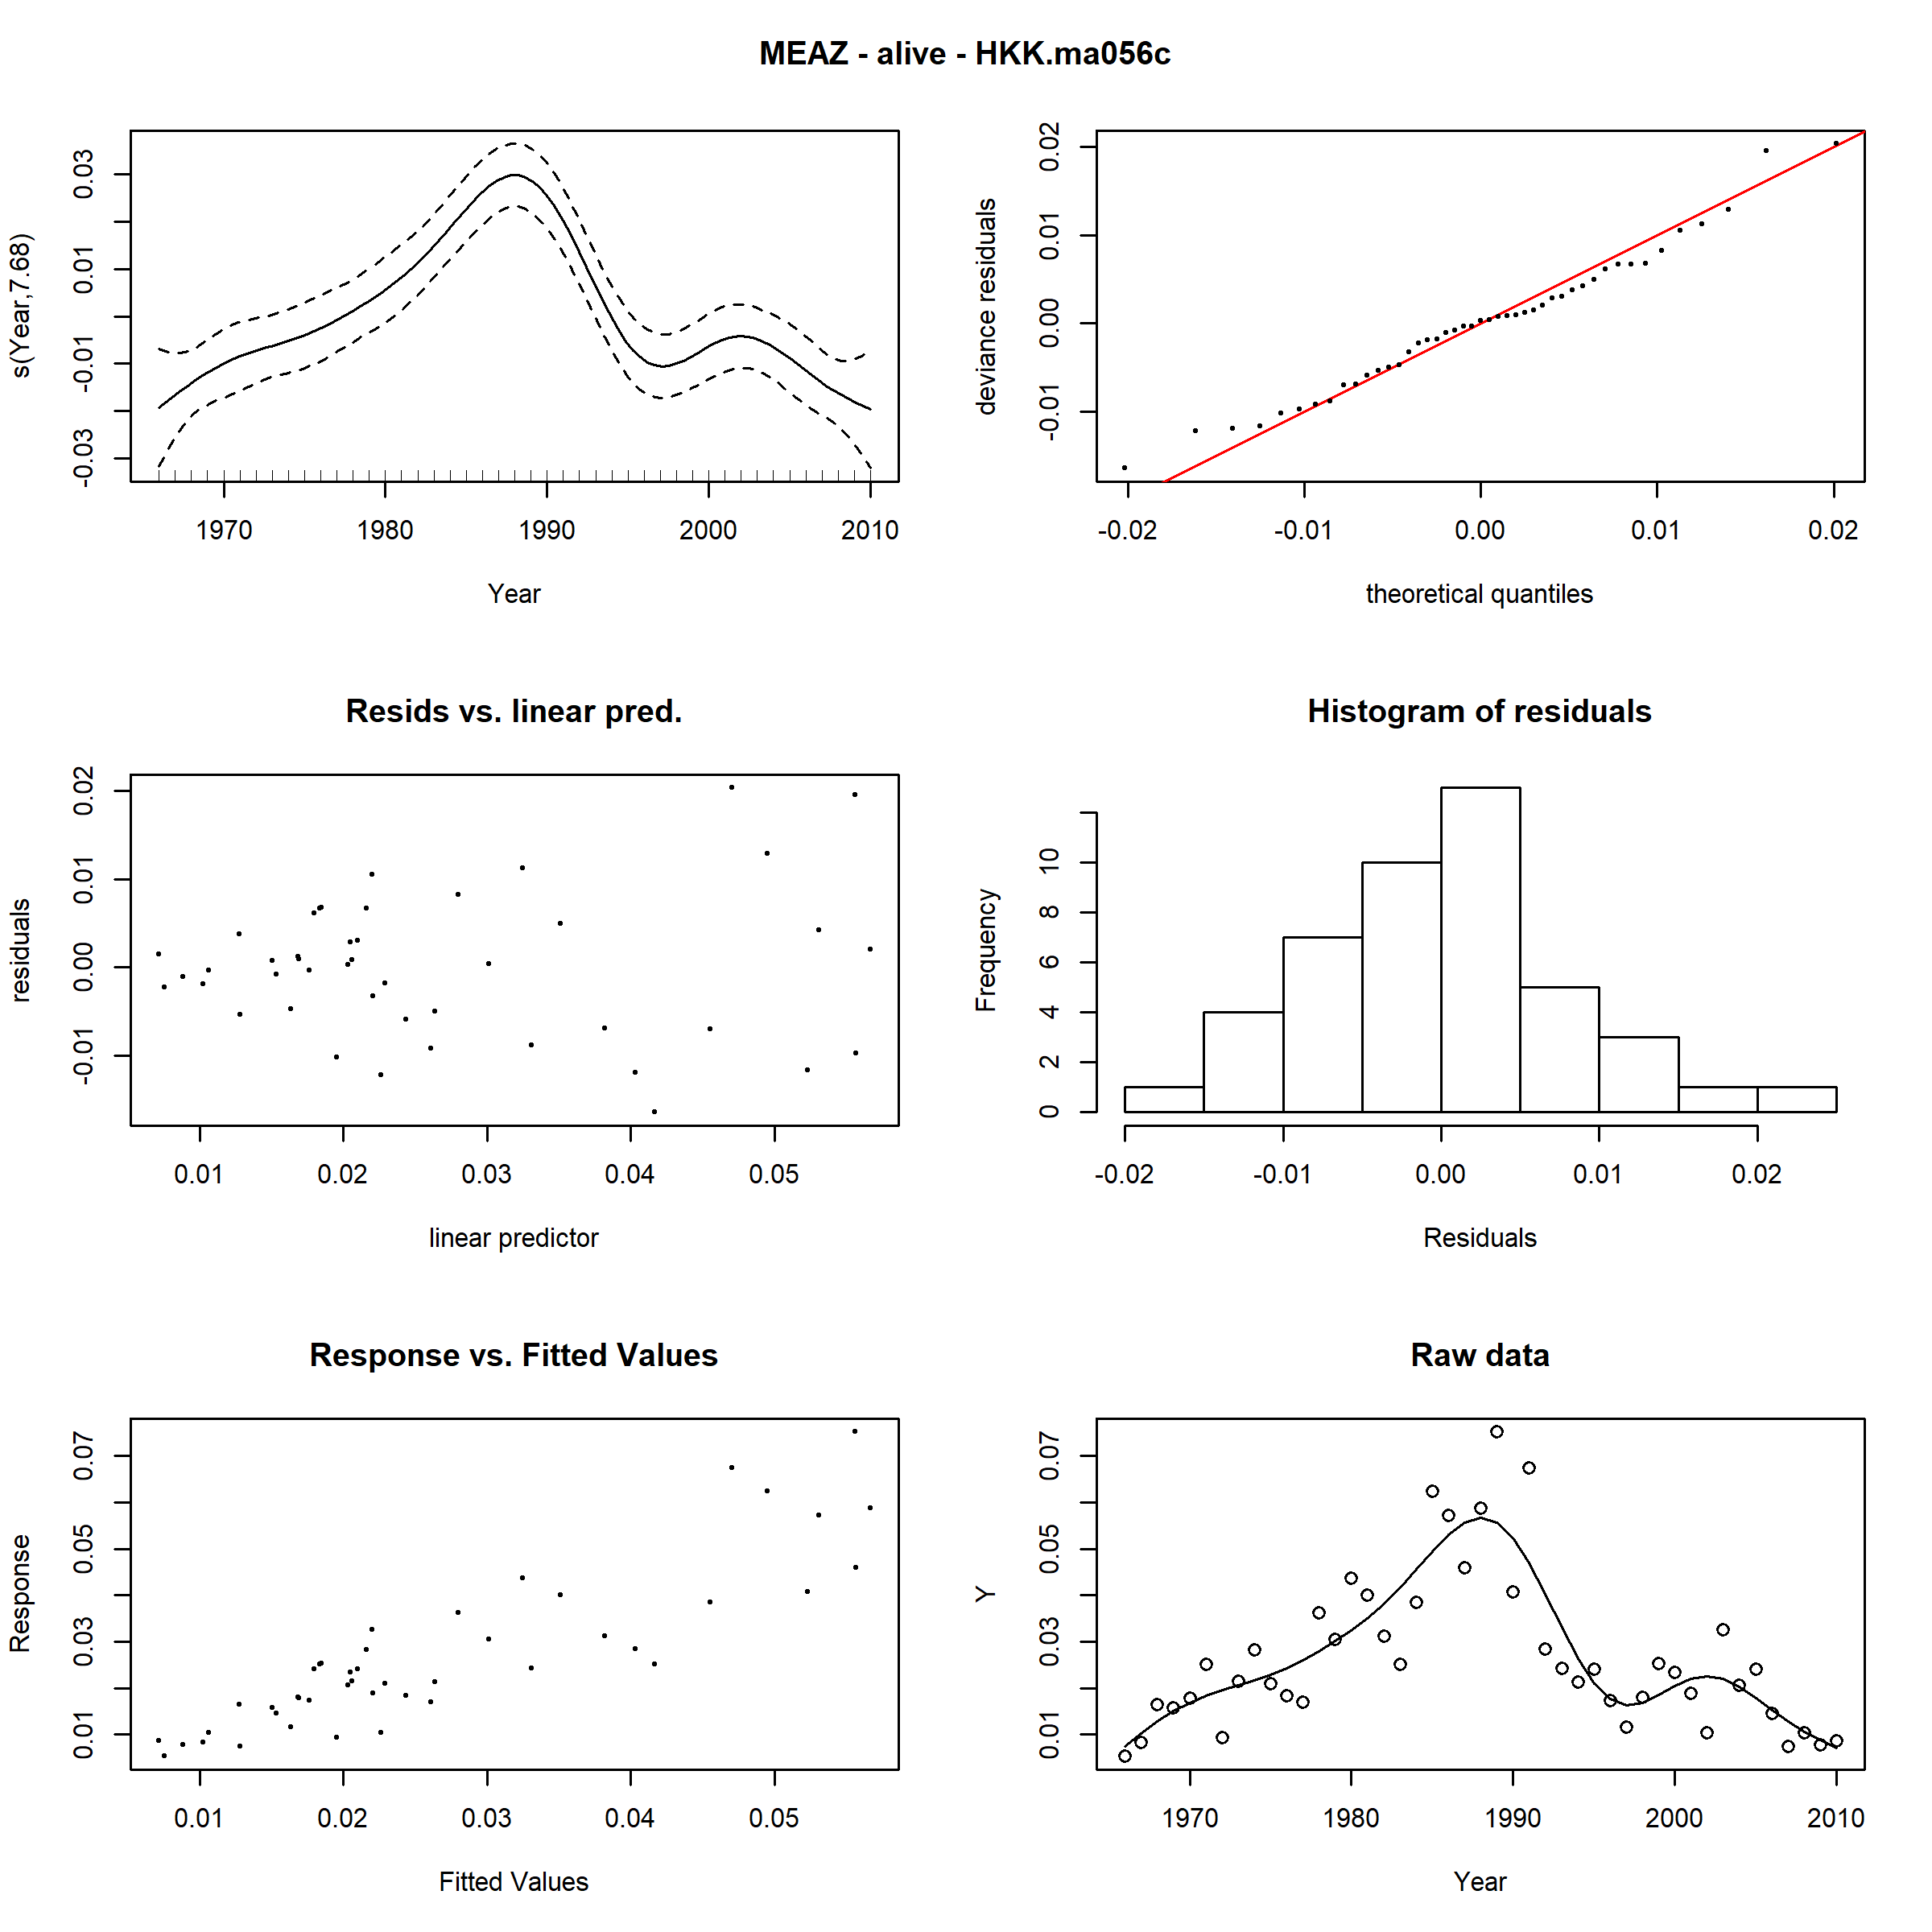 MEAZ - alive - HKK.ma056c
s(Year,7.68)
0.03
0.01
-0.01
-0.03
1970 1980 1990 2000 2010
Year
deviance residuals
0.02
0.01
0.00
-0.01
-0.02 -0.01 0.00 0.01 0.02
theoretical quantiles
Resids vs. linear pred.
residuals
0.02
0.01
0.00
-0.01
0.01 0.02 0.03 0.04 0.05
linear predictor
Histogram of residuals
Frequency
10
8
6
4
2
0
-0.02 -0.01 0.00 0.01 0.02
Residuals
Response vs. Fitted Values
Response
0.07
0.05
0.03
0.01
0.01 0.02 0.03 0.04 0.05
Fitted Values
Raw data
Y
0.07
0.05
0.03
0.01
1970 1980 1990 2000 2010
Year